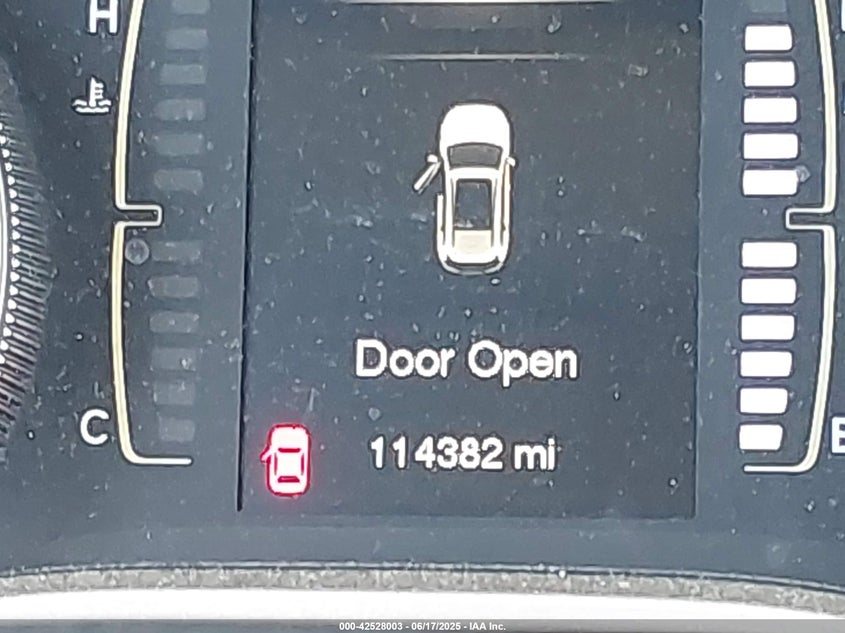 H
Door Open
C
114382 mi
000-42528003 - 06/17/2025 - IAA Inc.